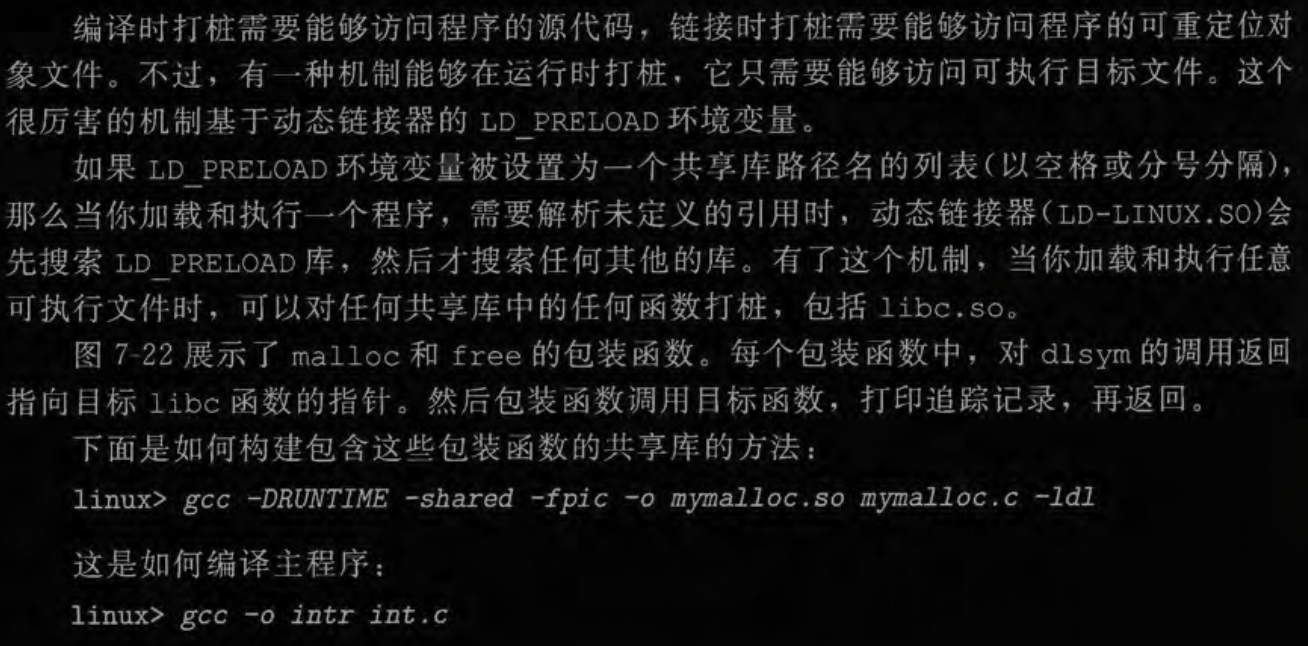 编译时打桩需要能够访问程序的源代码，链接时打桩需要能够访问程序的可重定位对
象文件。不过，有一种机制能够在运行时打桩，它只需要能够访问可执行目标文件。这个
很厉害的机制基于动态链接器的 LD_PRELOAD 环境变量。
如果 LD_PRELOAD 环境变量被设置为一个共享库路径名的列表(以空格或分号分隔)，
那么当你加载和执行一个程序，需要解析未定义的引用时，动态链接器(LD-LINUX.SO)会
先搜索 LD_PRELOAD 库，然后才搜索任何其他的库。有了这个机制，当你加载和执行任意
可执行文件时，可以对任何共享库中的任何函数打桩，包括 libc.so。
图 7-22 展示了 malloc 和 free 的包装函数。每个包装函数中，对 dlsym 的调用返回
指向目标 libc 函数的指针。然后包装函数调用目标函数，打印追踪记录，再返回。
下面是如何构建包含这些包装函数的共享库的方法：
linux> gcc -DRUNTIME -shared -fpic -o mymalloc.so mymalloc.c -ldl
这是如何编译主程序：
linux> gcc -o intr int.c